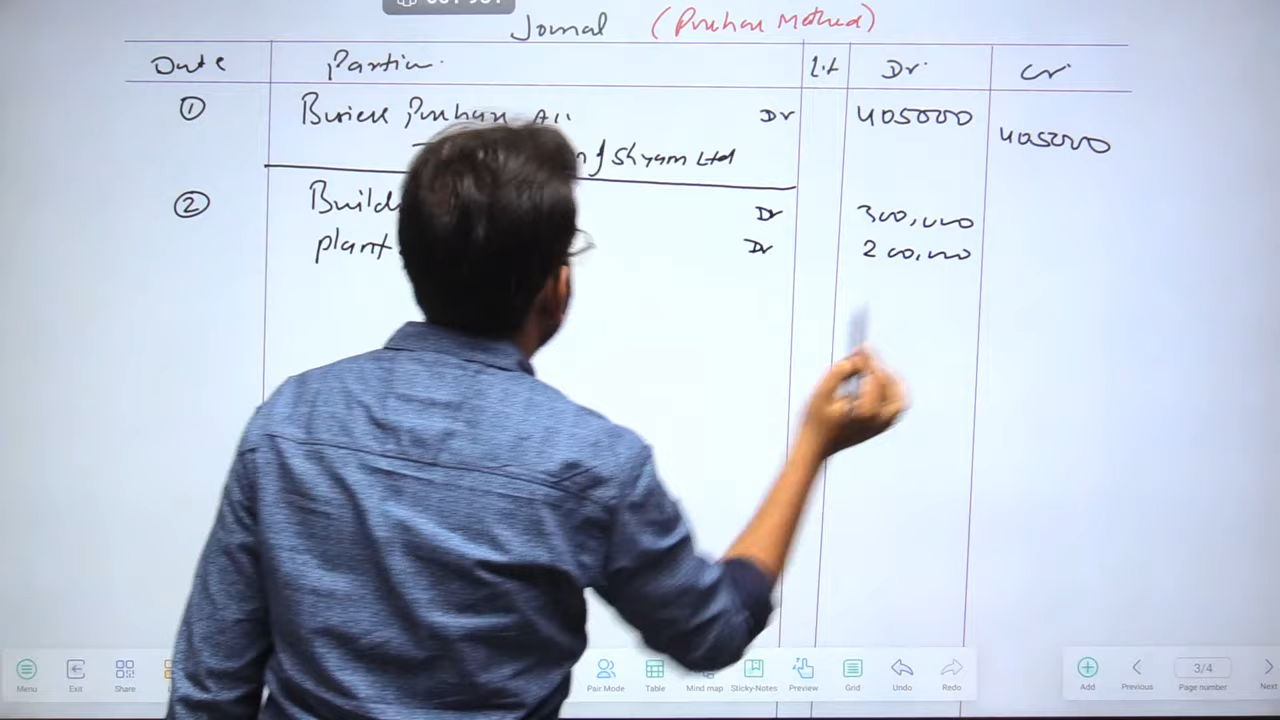 Journal (Purchase Method)
Date Particu. L.F Dr. Cr.
① Busines Purchase A/c Dr 405000
of Shyam Ltd 405000
② Build Dr 300,000
plant Dr 200,000
Menu Exit Share Pair Mode Table Mind map Sticky-Notes Preview Grid Undo Redo Add Previous 3/4 Page number Next